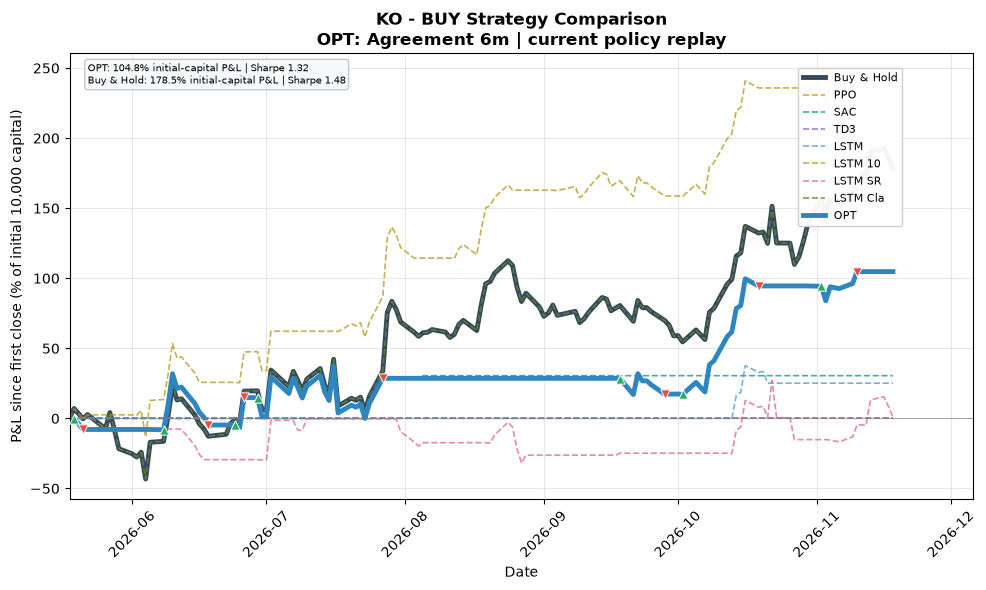 KO - BUY Strategy Comparison
OPT: Agreement 6m | current policy replay
OPT: 104.8% initial-capital P&L | Sharpe 1.32
Buy & Hold: 178.5% initial-capital P&L | Sharpe 1.48
Buy & Hold
PPO
SAC
TD3
LSTM
LSTM 10
LSTM SR
LSTM Cla
OPT
P&L since first close (% of initial 10,000 capital)
250
200
150
100
50
0
−50
2026-06
2026-07
2026-08
2026-09
2026-10
2026-11
2026-12
Date